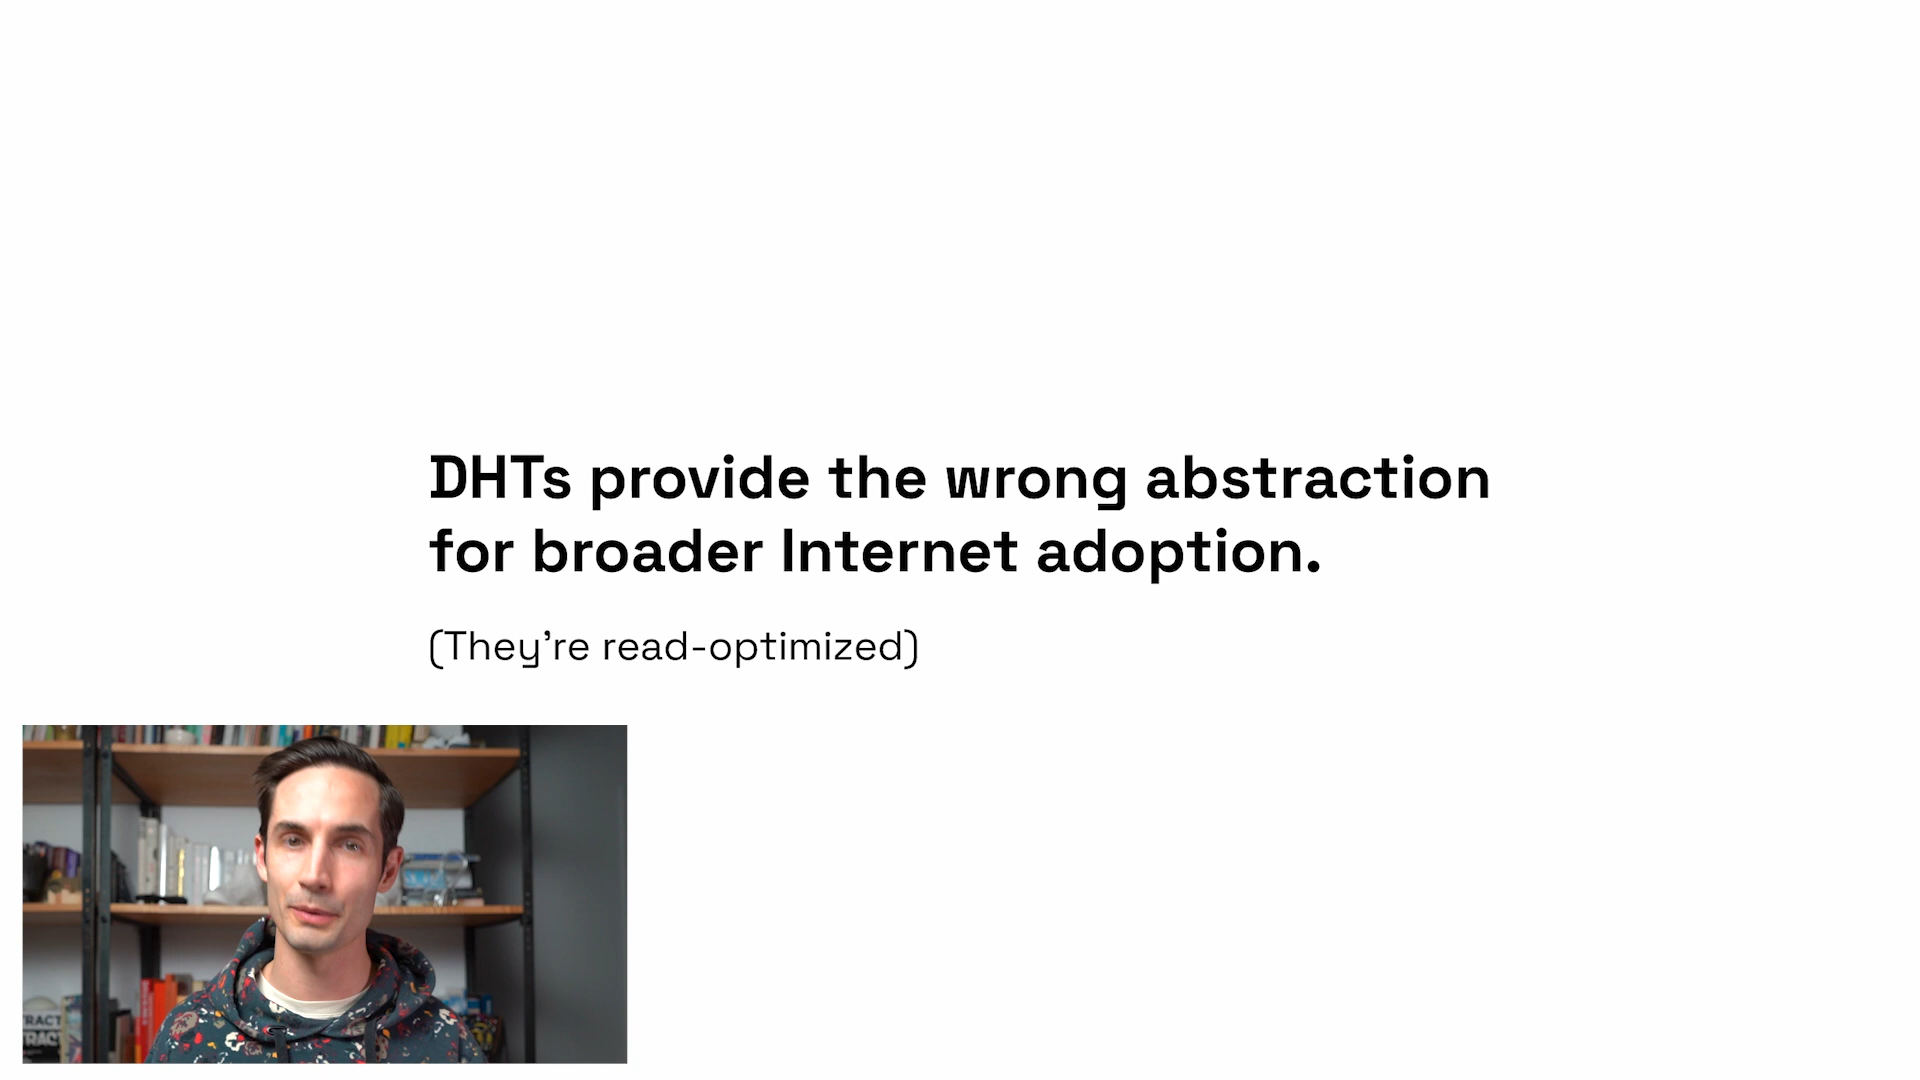 DHTs provide the wrong abstraction
for broader Internet adoption.
(They’re read-optimized)